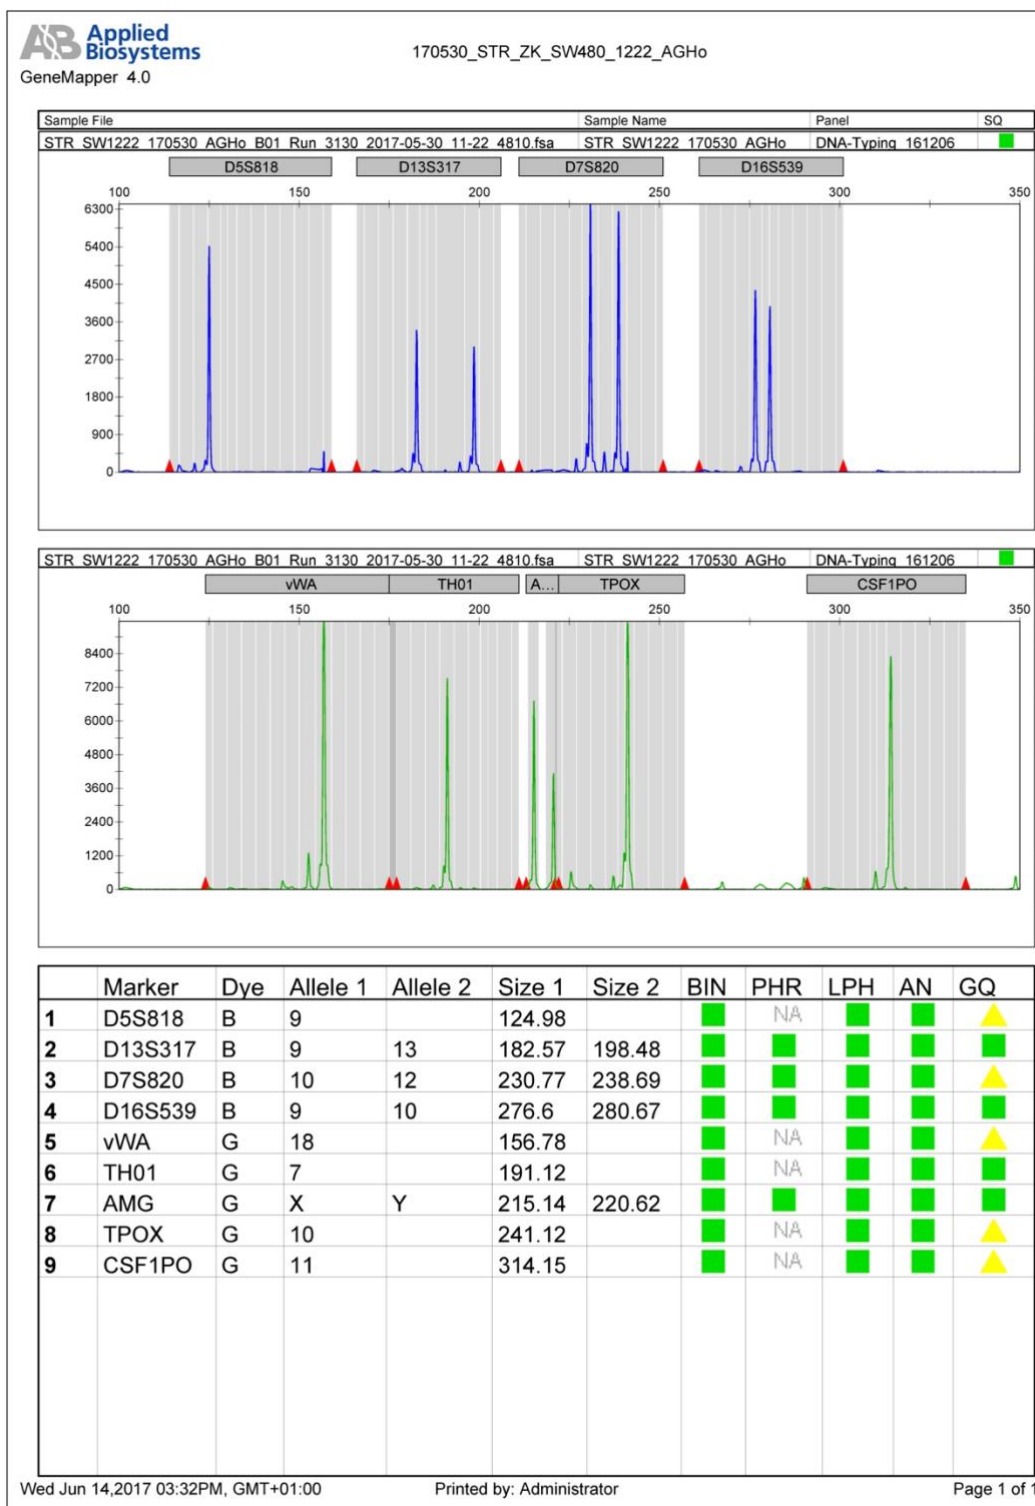 Applied
Biosystems
GeneMapper 4.0
170530_STR_ZK_SW480_1222_AGHo
Sample File Sample Name Panel SQ
STR_SW1222_170530_AGHo_B01_Run_3130_2017-05-30_11-22_4810.fsa STR_SW1222_170530_AGHo DNA-Typing_161206
D5S818 D13S317 D7S820 D16S539
100 150 200 250 300 350
6300
5400
4500
3600
2700
1800
900
0
STR_SW1222_170530_AGHo_B01_Run_3130_2017-05-30_11-22_4810.fsa STR_SW1222_170530_AGHo DNA-Typing_161206
vWA TH01 A... TPOX CSF1PO
100 150 200 250 300 350
8400
7200
6000
4800
3600
2400
1200
0
Marker Dye Allele 1 Allele 2 Size 1 Size 2 BIN PHR LPH AN GQ
1 D5S818 B 9 124.98 NA
2 D13S317 B 9 13 182.57 198.48
3 D7S820 B 10 12 230.77 238.69
4 D16S539 B 9 10 276.6 280.67
5 vWA G 18 156.78 NA
6 TH01 G 7 191.12 NA
7 AMG G X Y 215.14 220.62
8 TPOX G 10 241.12 NA
9 CSF1PO G 11 314.15 NA
Wed Jun 14,2017 03:32PM, GMT+01:00 Printed by: Administrator Page 1 of 1